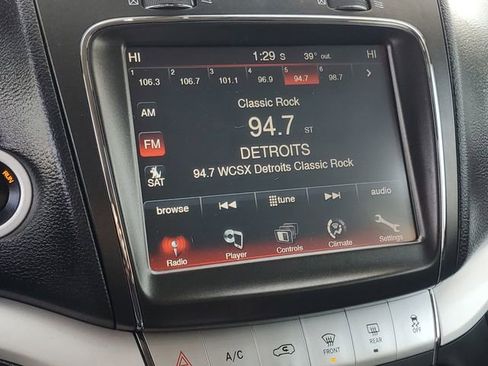 HI 1:29 S 39° out. HI
1 2 3 4 5 6
106.3 106.7 103.1 96.9 94.7 98.7
AM
Classic Rock
FM
94.7 ST
DETROITS
SAT
94.7 WCSX Detroits Classic Rock
browse tune audio
Radio Player Controls Climate Settings
RUN
A/C FRONT REAR OFF